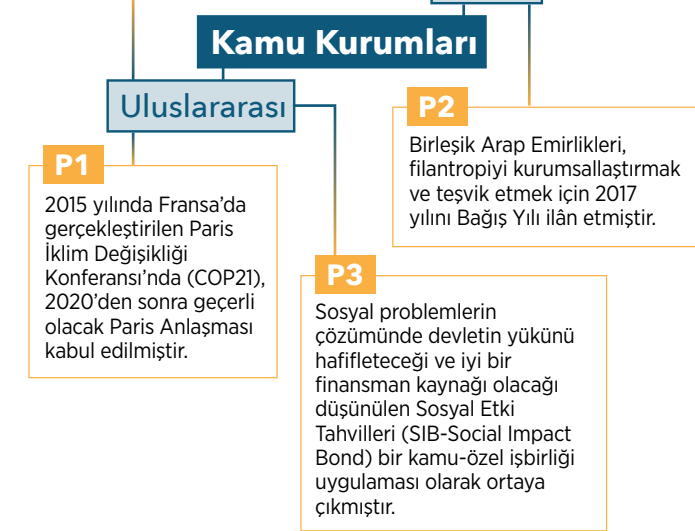 Kamu Kurumları
Uluslararası
P1
2015 yılında Fransa’da
gerçekleştirilen Paris
İklim Değişikliği
Konferansı’nda (COP21),
2020’den sonra geçerli
olacak Paris Anlaşması
kabul edilmiştir.
P2
Birleşik Arap Emirlikleri,
filantropiyi kurumsallaştırmak
ve teşvik etmek için 2017
yılını Bağış Yılı ilân etmiştir.
P3
Sosyal problemlerin
çözümünde devletin yükünü
hafifleteceği ve iyi bir
finansman kaynağı olacağı
düşünülen Sosyal Etki
Tahvilleri (SIB-Social Impact
Bond) bir kamu-özel işbirliği
uygulaması olarak ortaya
çıkmıştır.